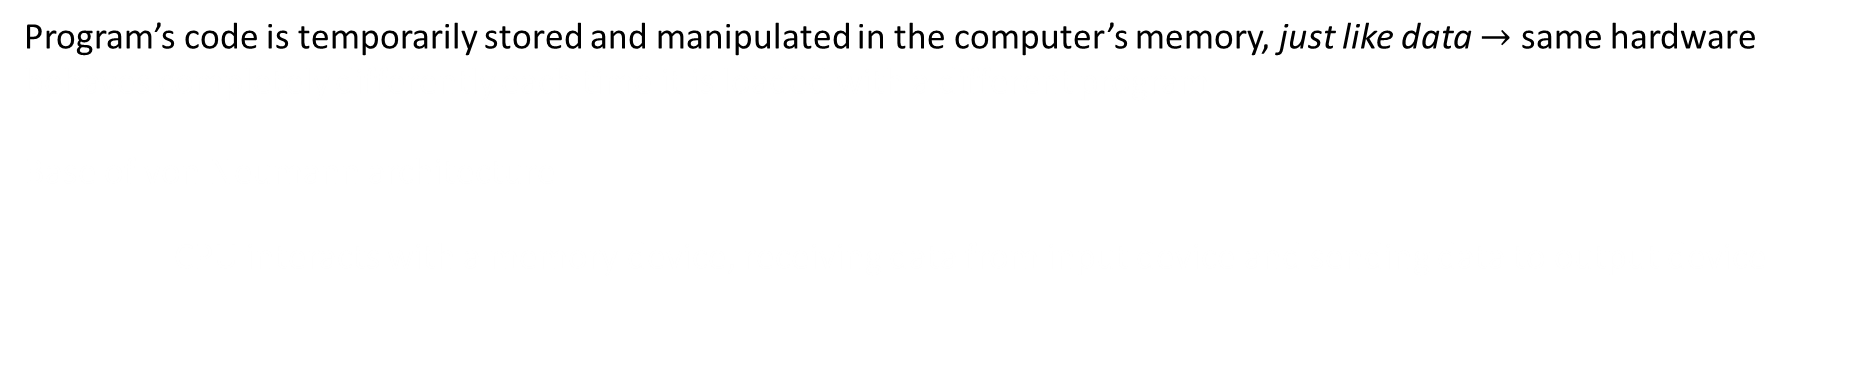 Program’s code is temporarily stored and manipulated in the computer’s memory, just like data → same hardware